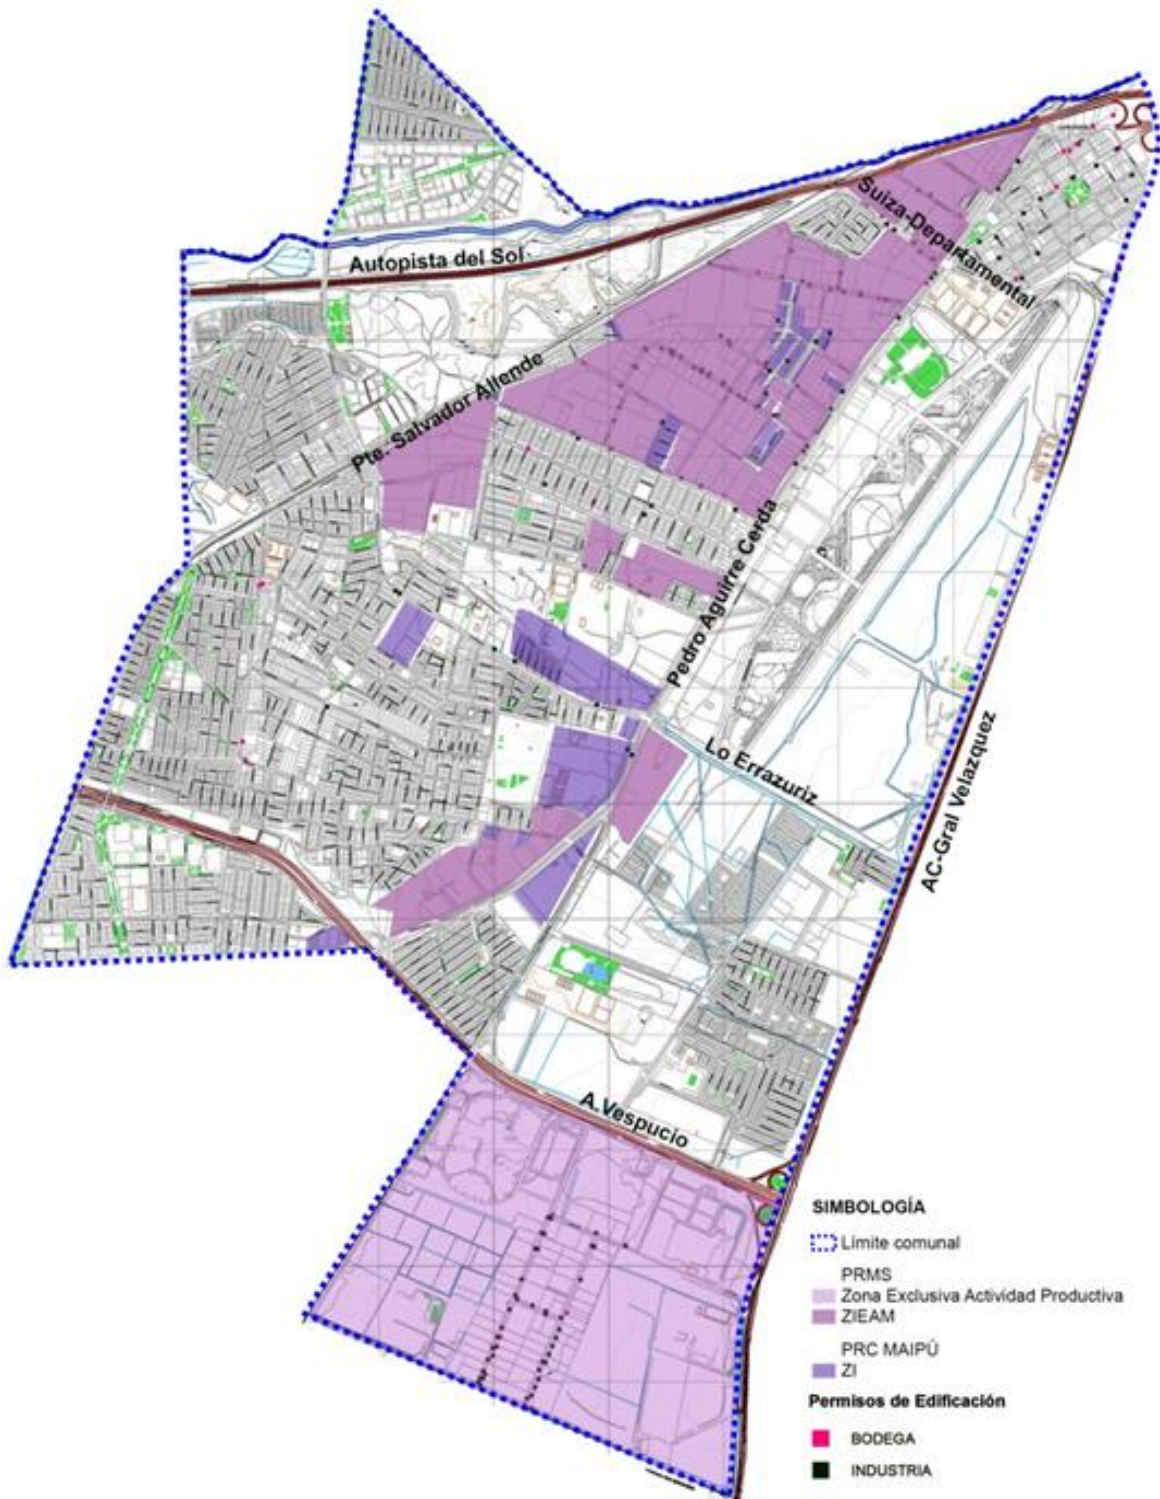 Suiza-Departamental
Autopista del Sol
Pte. Salvador Allende
Pedro Aguirre Cerda
Lo Errazuriz
AC-Gral Velazquez
A.Vespucio
SIMBOLOGÍA
Límite comunal
PRMS
Zona Exclusiva Actividad Productiva
ZIEAM
PRC MAIPÚ
ZI
Permisos de Edificación
BODEGA
INDUSTRIA